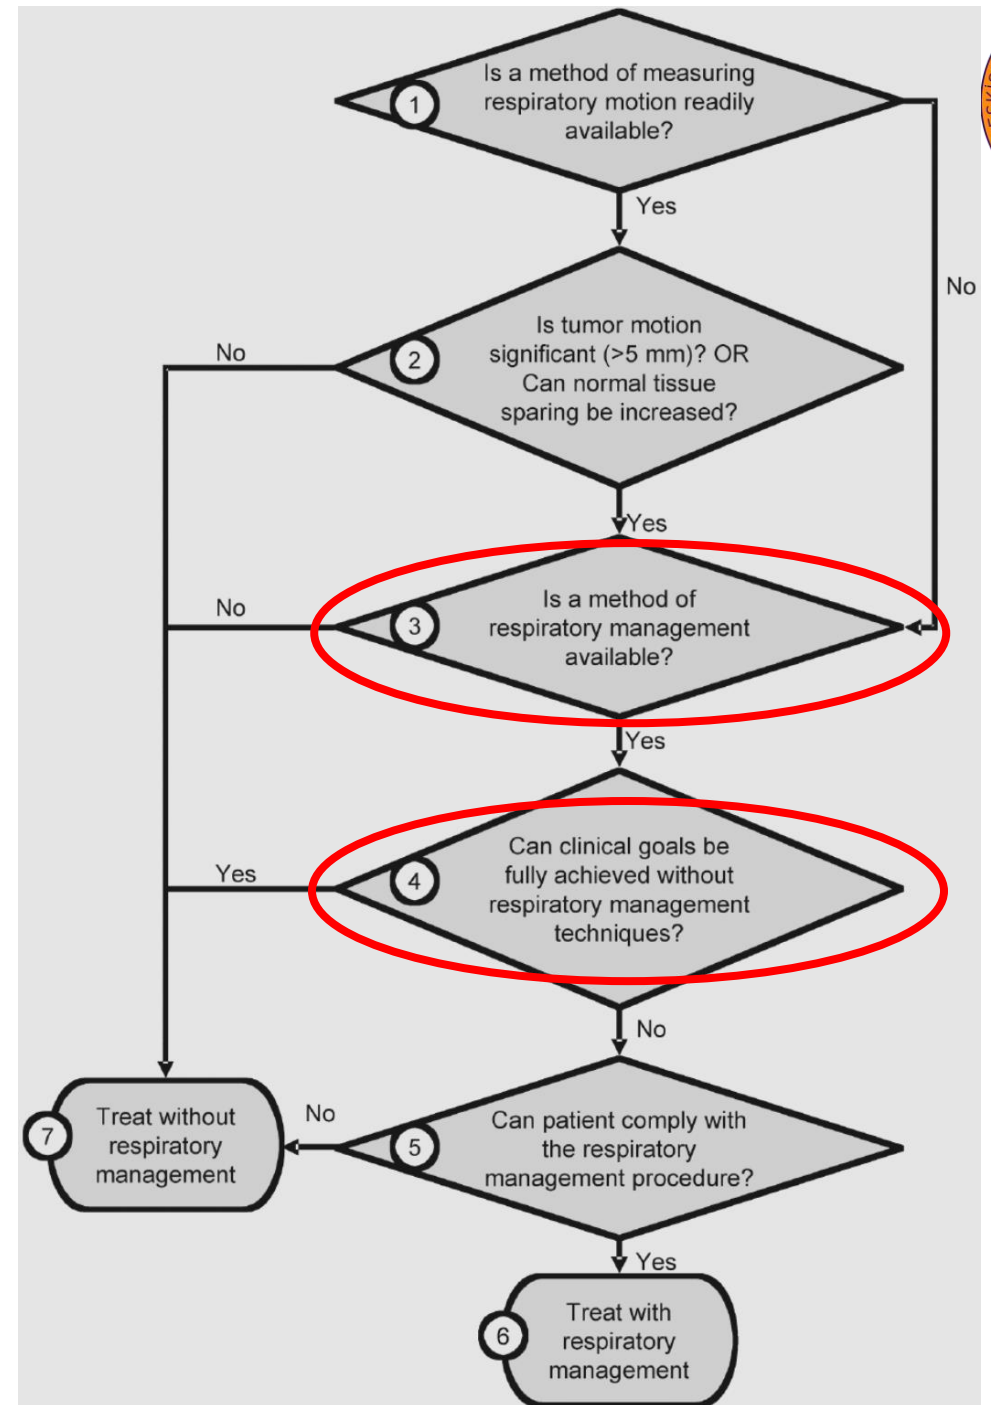 1
Is a method of measuring
respiratory motion readily
available?
Yes
No
2
Is tumor motion
significant (>5 mm)? OR
Can normal tissue
sparing be increased?
No
Yes
3
Is a method of
respiratory management
available?
No
Yes
4
Can clinical goals be
fully achieved without
respiratory management
techniques?
Yes
No
5
Can patient comply with
the respiratory
management procedure?
No
7
Treat without
respiratory
management
Yes
6
Treat with
respiratory
management